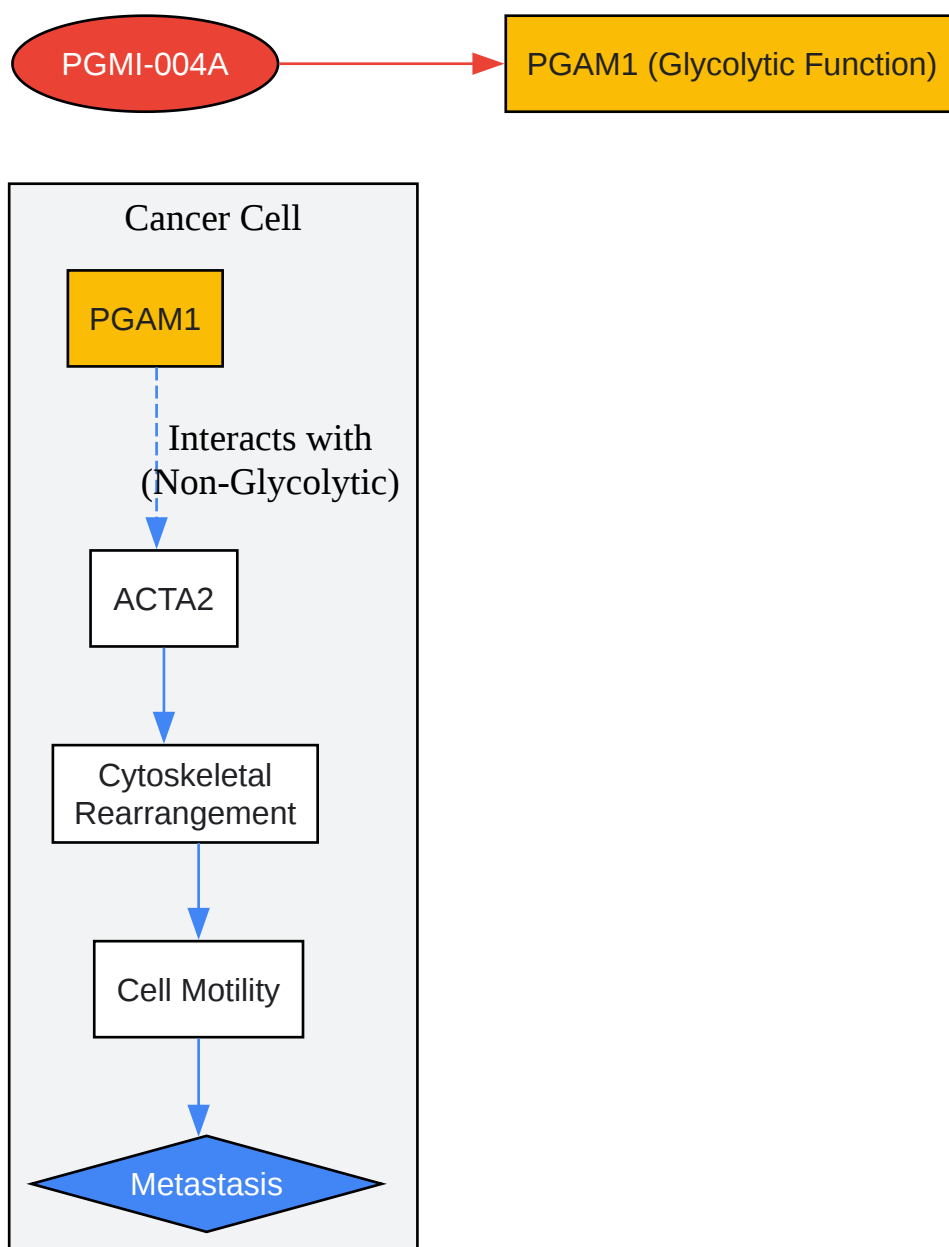 PGMI-004A
PGAM1 (Glycolytic Function)
Cancer Cell
PGAM1
Interacts with
(Non-Glycolytic)
ACTA2
Cytoskeletal
Rearrangement
Cell Motility
Metastasis